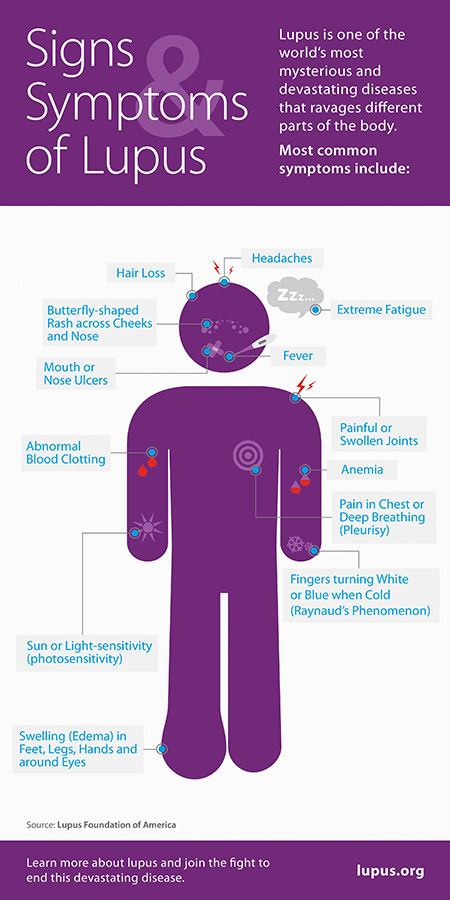 Signs
&
Symptoms
of Lupus
Lupus is one of the
world's most
mysterious and
devastating diseases
that ravages different
parts of the body.
Most common
symptoms include:
Headaches
Hair Loss
Zzz...
Extreme Fatigue
Butterfly-shaped
Rash across Cheeks
and Nose
Fever
Mouth or
Nose Ulcers
Painful or
Swollen Joints
Abnormal
Blood Clotting
Anemia
Pain in Chest or
Deep Breathing
(Pleurisy)
Fingers turning White
or Blue when Cold
(Raynaud's Phenomenon)
Sun or Light-sensitivity
(photosensitivity)
Swelling (Edema) in
Feet, Legs, Hands and
around Eyes
Source: Lupus Foundation of America
Learn more about lupus and join the fight to
end this devastating disease.
lupus.org